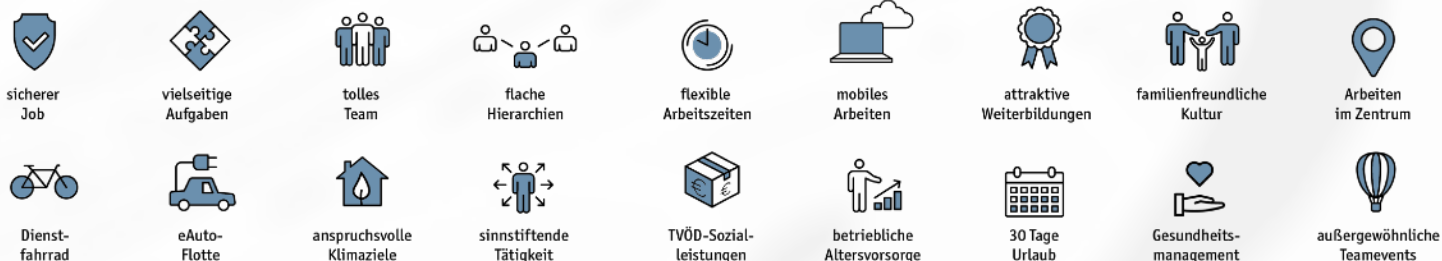 sicherer
Job
vielseitige
Aufgaben
tolles
Team
flache
Hierarchien
flexible
Arbeitszeiten
mobiles
Arbeiten
attraktive
Weiterbildungen
familienfreundliche
Kultur
Arbeiten
im Zentrum
Dienst-
fahrrad
eAuto-
Flotte
anspruchsvolle
Klimaziele
sinnstiftende
Tätigkeit
€ €
TVÖD-Sozial-
leistungen
betriebliche
Altersvorsorge
30 Tage
Urlaub
Gesundheits-
management
außergewöhnliche
Teamevents